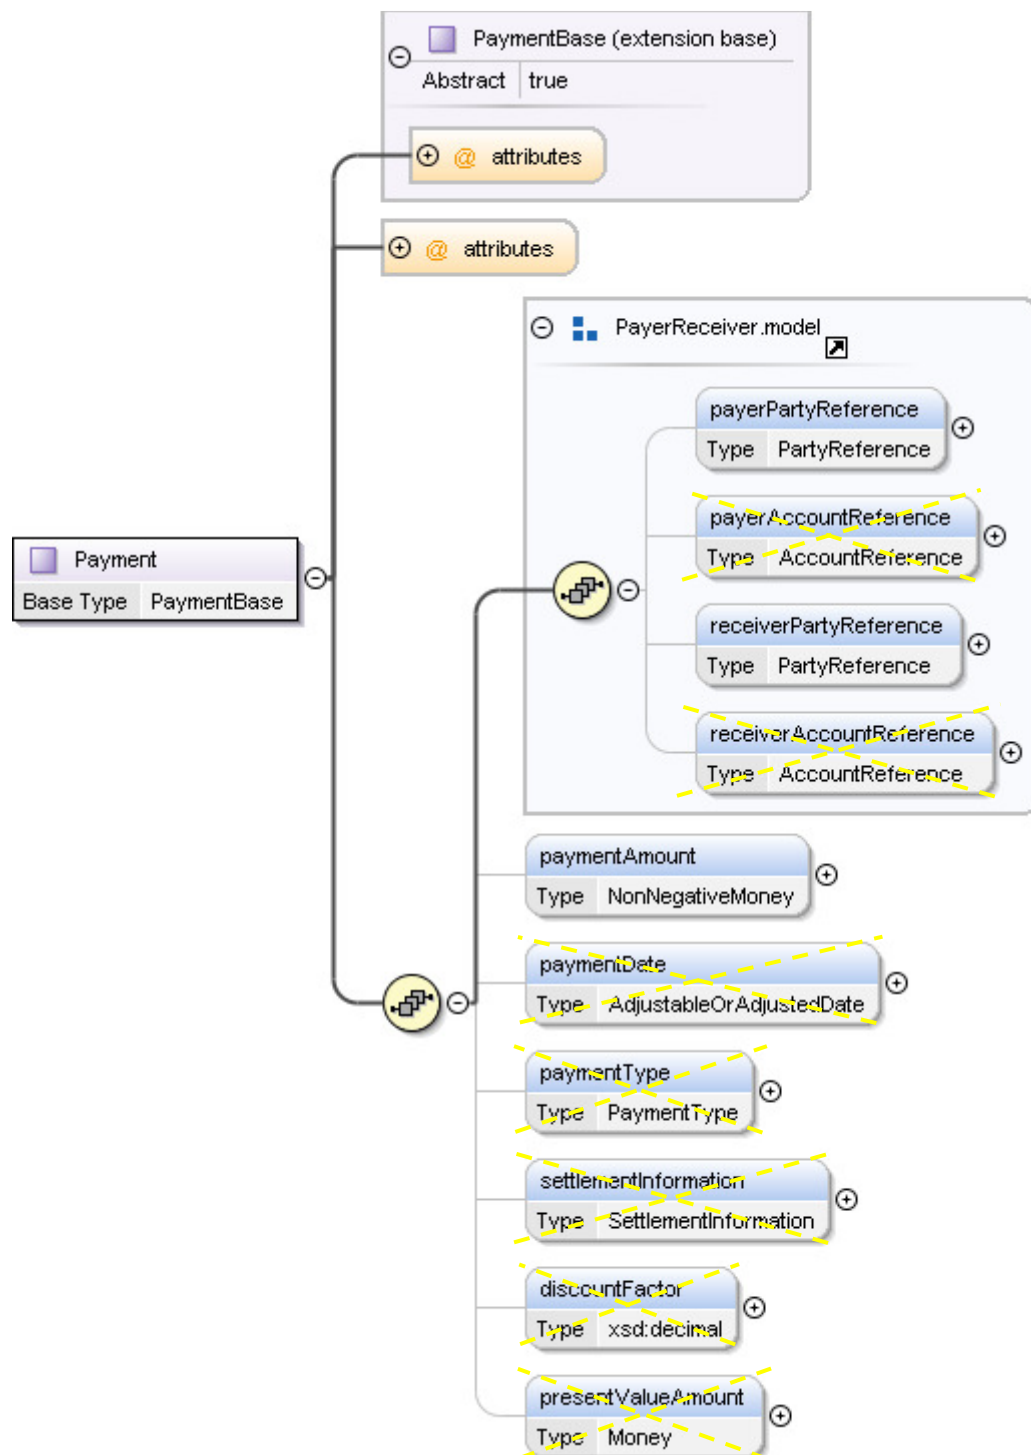 PaymentBase (extension base)
Abstract true
@ attributes
@ attributes
PayerReceiver.model
payerPartyReference
Type PartyReference
payerAccountReference
Type AccountReference
Payment
Base Type PaymentBase
receiverPartyReference
Type PartyReference
receiverAccountReference
Type AccountReference
paymentAmount
Type NonNegativeMoney
paymentDate
Type AdjustableOrAdjustedDate
paymentType
Type PaymentType
settlementInformation
Type SettlementInformation
discountFactor
Type xsd:decimal
presentValueAmount
Type Money